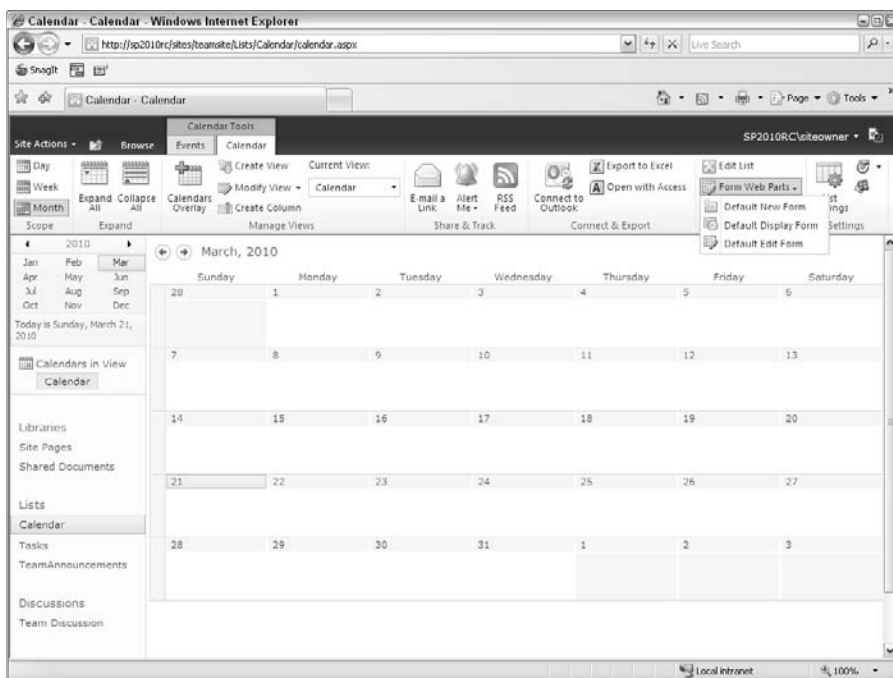 Calendar - Calendar - Windows Internet Explorer
http://sp2010rc/sites/teamsite/Lists/Calendar/calendar.aspx
Live Search
SnagIt
Calendar - Calendar
Page
Tools
Calendar Tools
Site Actions
Browse
Events
Calendar
SP2010RC\siteowner
Day
Week
Month
Scope
Expand All
Collapse All
Expand
Calendars Overlay
Create View
Modify View
Create Column
Current View:
Calendar
Manage Views
E-mail a Link
Alert Me
RSS Feed
Share & Track
Connect to Outlook
Export to Excel
Open with Access
Connect & Export
Edit List
Form Web Parts
Default New Form
Default Display Form
Default Edit Form
Settings
2010
Jan Feb Mar
Apr May Jun
Jul Aug Sep
Oct Nov Dec
Today is Sunday, March 21, 2010
Calendars in View
Calendar
Libraries
Site Pages
Shared Documents
Lists
Calendar
Tasks
TeamAnnouncements
Discussions
Team Discussion
March, 2010
Sunday Monday Tuesday Wednesday Thursday Friday Saturday
28 1 2 3 4 5 6
7 8 9 10 11 12 13
14 15 16 17 18 19 20
21 22 23 24 25 26 27
28 29 30 31 1 2 3
Local intranet
100%